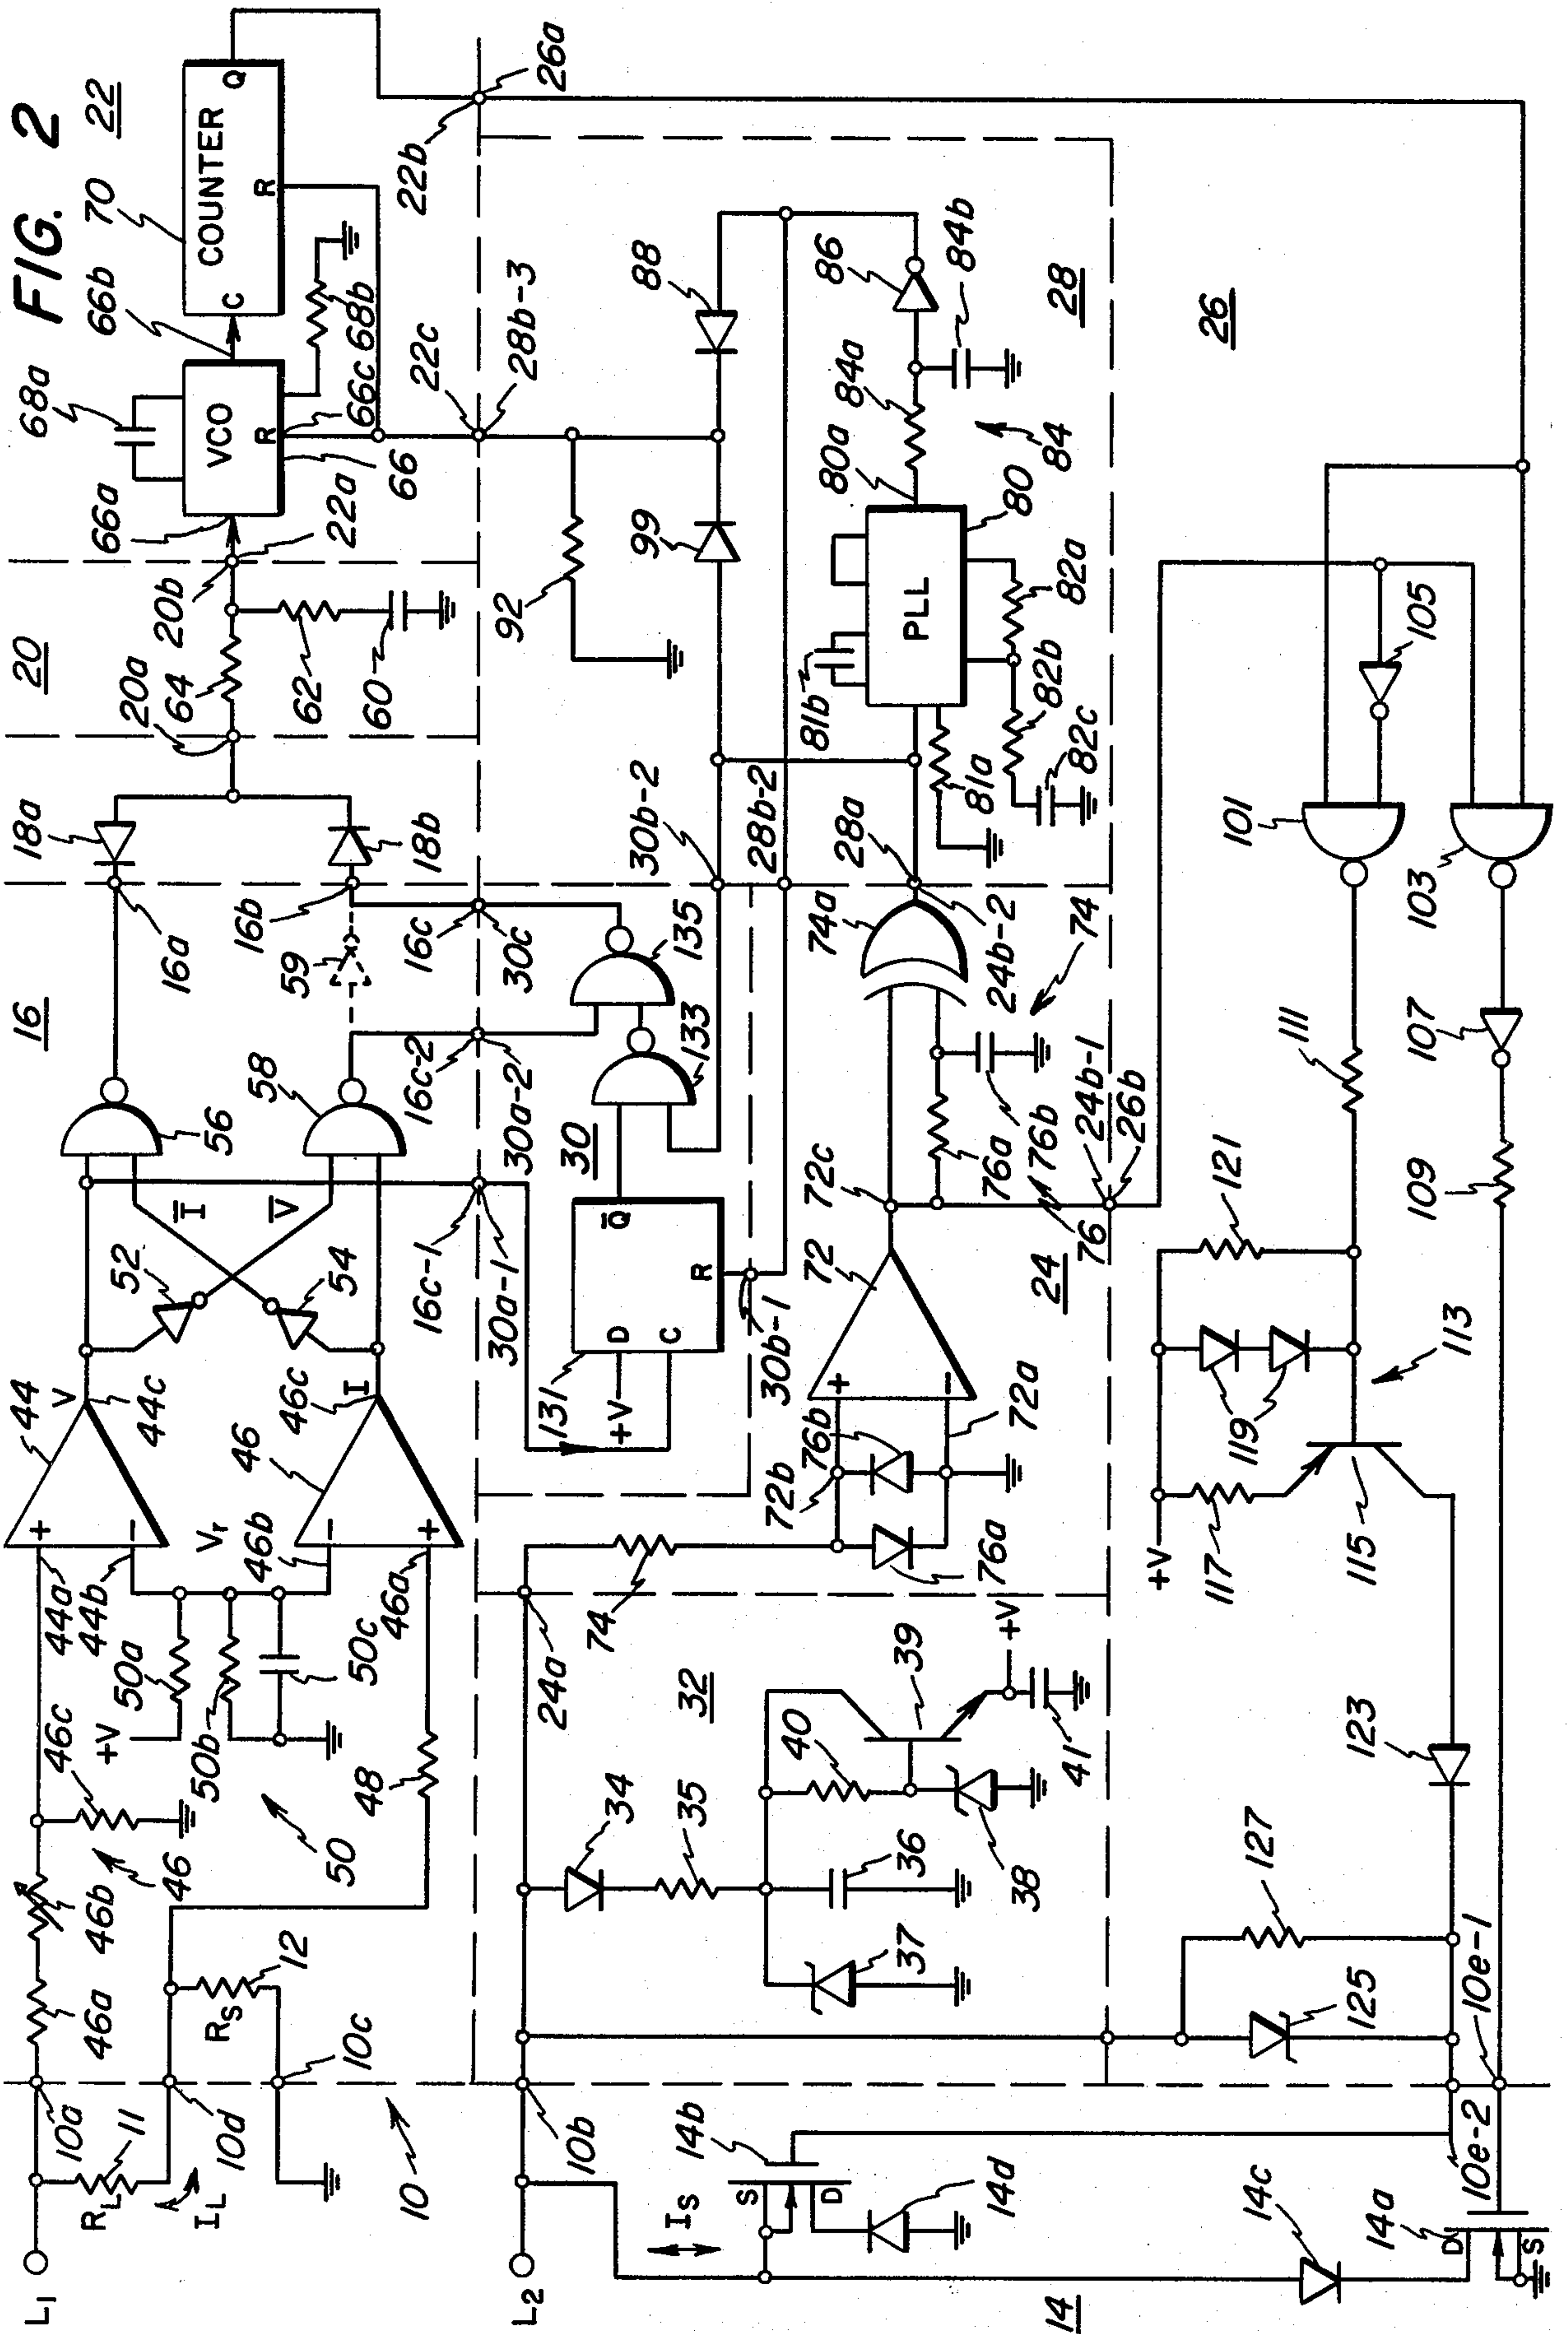 FIG. 2
16
20
22
L1
10a
RL
11
IL
10d
RS
12
10c
10
46a
46b
46
46c
44a
44b
+V
50a
50b
50c
50
48
Vr
46b
46a
44
V
44c
46
I
46c
52
54
I
V
56
58
59
16a
16b
16c
16c-1
16c-2
18a
18b
20a
64
62
60
20b
22a
66a
68a
VCO
R
66
66b
66c
68b
70
COUNTER
C
Q
R
22b
26a
22c
28b-3
30a-1
30a-2
30c
30
131
+V
D
C
Q
R
30b-1
133
135
30b-2
28b-2
92
99
88
86
28
L2
10b
24a
32
34
35
36
37
38
39
40
41
+V
74
72b
76b
76a
72a
72
+
-
72c
24
76
76a
76b
24b-1
26b
74
74a
24b-2
28a
81a
81b
PLL
80
80a
82a
82b
82c
84a
84
84b
26
14
IS
14b
S
D
14d
14c
14a
D
S
10e-1
10e-2
125
127
123
+V
117
115
119
121
113
111
109
107
101
103
105